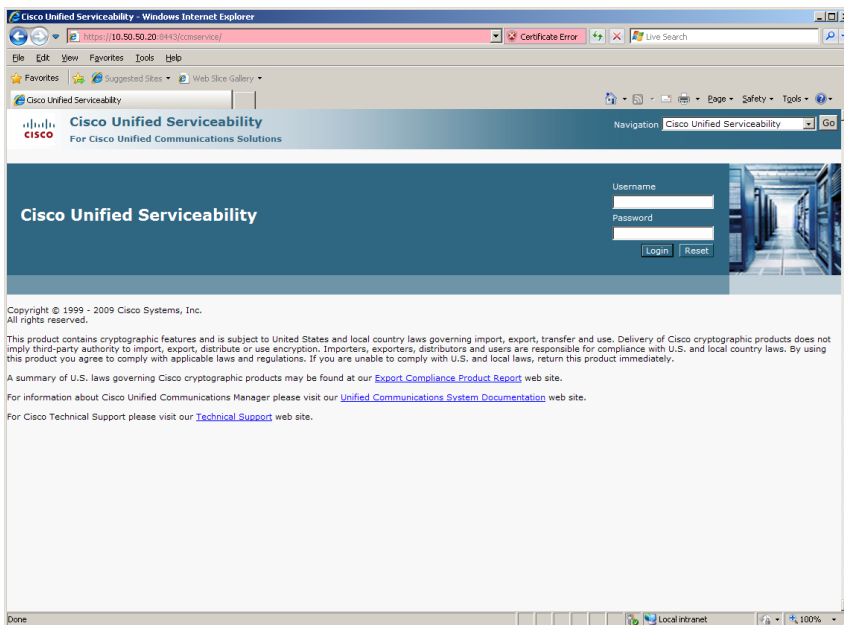 Cisco Unified Serviceability - Windows Internet Explorer
https://10.50.50.20:8443/ccmservice/
Certificate Error
Live Search
File Edit View Favorites Tools Help
Favorites Suggested Sites Web Slice Gallery
Cisco Unified Serviceability
Page Safety Tools
CISCO
Cisco Unified Serviceability
For Cisco Unified Communications Solutions
Navigation Cisco Unified Serviceability Go
Cisco Unified Serviceability
Username
Password
Login Reset
Copyright © 1999 - 2009 Cisco Systems, Inc.
All rights reserved.
This product contains cryptographic features and is subject to United States and local country laws governing import, export, transfer and use. Delivery of Cisco cryptographic products does not
imply third-party authority to import, export, distribute or use encryption. Importers, exporters, distributors and users are responsible for compliance with U.S. and local country laws. By using
this product you agree to comply with applicable laws and regulations. If you are unable to comply with U.S. and local laws, return this product immediately.
A summary of U.S. laws governing Cisco cryptographic products may be found at our Export Compliance Product Report web site.
For information about Cisco Unified Communications Manager please visit our Unified Communications System Documentation web site.
For Cisco Technical Support please visit our Technical Support web site.
Done
Local intranet
100%